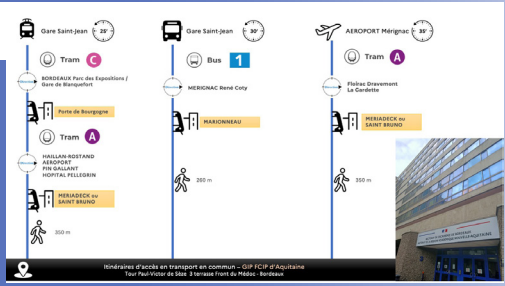 Gare Saint-Jean
25'
Tram C
BORDEAUX Parc des Expositions /
Gare de Blanquefort
Porte de Bourgogne
Tram A
HAILLAN-ROSTAND
AEROPORT
PIN GALLANT
HOPITAL PELLEGRIN
MERIADECK ou
SAINT BRUNO
350 m
Gare Saint-Jean
30'
Bus 1
MERIGNAC René Coty
MARIONNEAU
260 m
AEROPORT Mérignac
35'
Tram A
Floirac Dravemont
La Gardette
MERIADECK ou
SAINT BRUNO
350 m
Itinéraires d'accès en transport en commun – GIP FCIP d'Aquitaine
Tour Paul-Victor de Sèze 3 terrasse Front du Médoc - Bordeaux